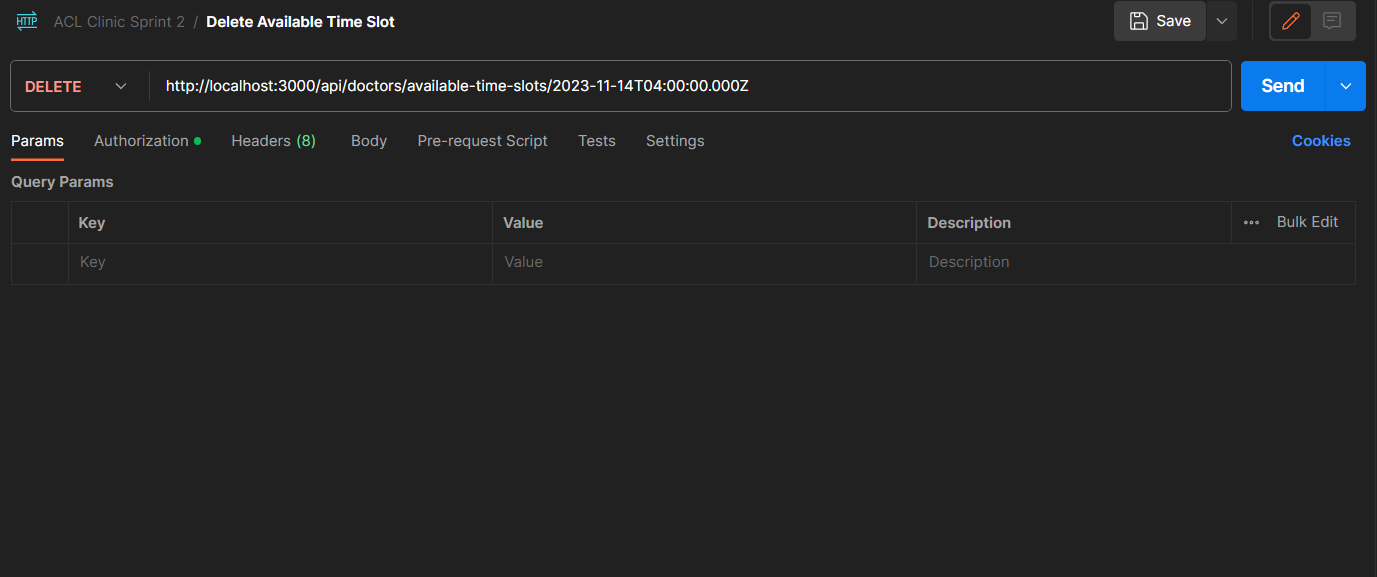 HTTP ACL Clinic Sprint 2 / Delete Available Time Slot Save
DELETE http://localhost:3000/api/doctors/available-time-slots/2023-11-14T04:00:00.000Z Send
Params Authorization Headers (8) Body Pre-request Script Tests Settings Cookies
Query Params
Key Value Description Bulk Edit
Key Value Description